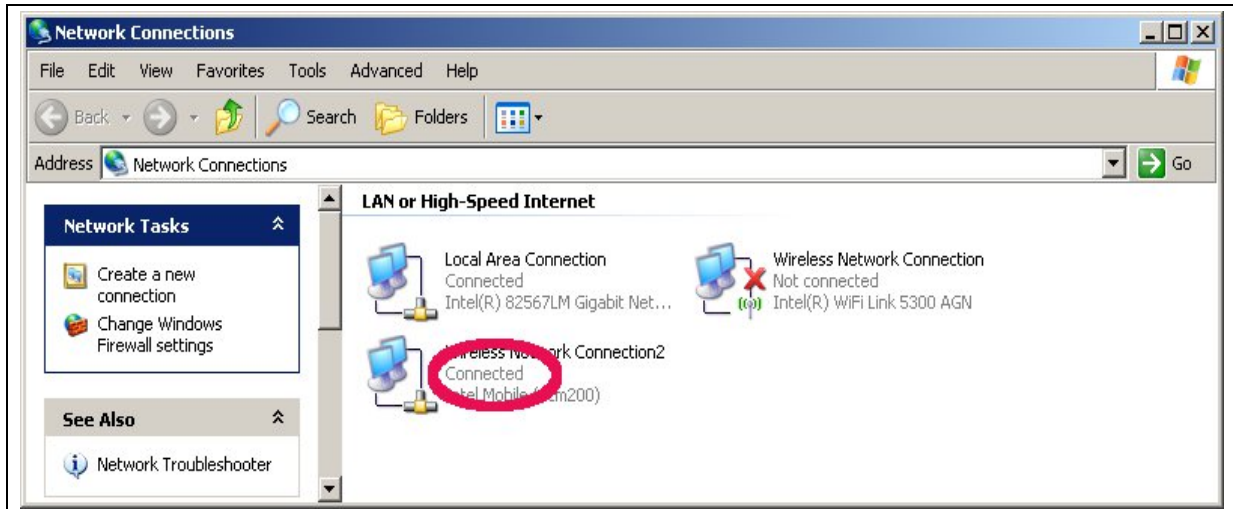 Network Connections
File Edit View Favorites Tools Advanced Help
Back Search Folders
Address Network Connections Go
LAN or High-Speed Internet
Network Tasks
Create a new
connection
Change Windows
Firewall settings
See Also
Network Troubleshooter
Local Area Connection
Connected
Intel(R) 82567LM Gigabit Net...
Wireless Network Connection
Not connected
Intel(R) WiFi Link 5300 AGN
Wireless Network Connection2
Connected
Intel Mobile